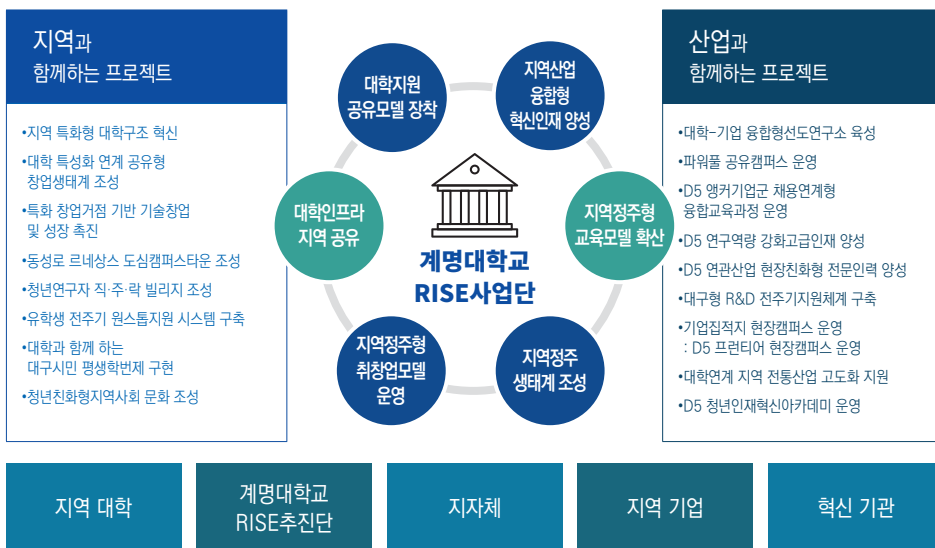 지역과
함께하는 프로젝트
•지역 특화형 대학구조 혁신
•대학 특성화 연계 공유형
창업생태계 조성
•특화 창업거점 기반 기술창업
및 성장 촉진
•동성로 르네상스 도심캠퍼스타운 조성
•청년연구자 직·주·락 빌리지 조성
•유학생 전주기 원스톱지원 시스템 구축
•대학과 함께 하는
대구시민 평생학번제 구현
•청년친화형지역사회 문화 조성
대학지원
공유모델 장착
지역산업
융합형
혁신인재 양성
대학인프라
지역 공유
지역정주형
교육모델 확산
계명대학교
RISE사업단
지역정주형
취창업모델
운영
지역정주
생태계 조성
산업과
함께하는 프로젝트
•대학-기업 융합형선도연구소 육성
•파워풀 공유캠퍼스 운영
•D5 앵커기업군 채용연계형
융합교육과정 운영
•D5 연구역량 강화고급인재 양성
•D5 연관산업 현장친화형 전문인력 양성
•대구형 R&D 전주기지원체계 구축
•기업집적지 현장캠퍼스 운영
: D5 프런티어 현장캠퍼스 운영
•대학연계 지역 전통산업 고도화 지원
•D5 청년인재혁신아카데미 운영
지역 대학
계명대학교
RISE추진단
지자체
지역 기업
혁신 기관